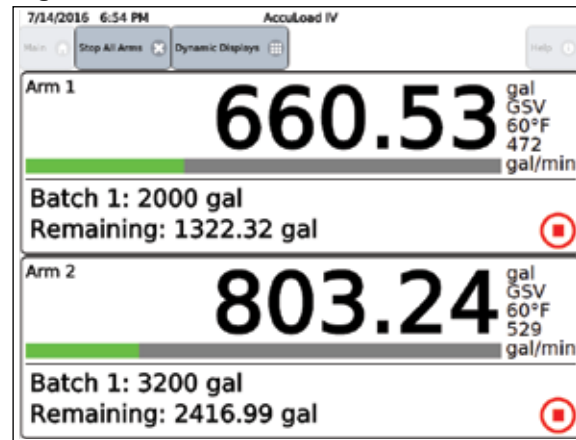 7/14/2016 6:54 PM AccuLoad IV
Main Stop All Arms Dynamic Displays Help
Arm 1
660.53
gal
GSV
60°F
472
gal/min
Batch 1: 2000 gal
Remaining: 1322.32 gal
Arm 2
803.24
gal
GSV
60°F
529
gal/min
Batch 1: 3200 gal
Remaining: 2416.99 gal